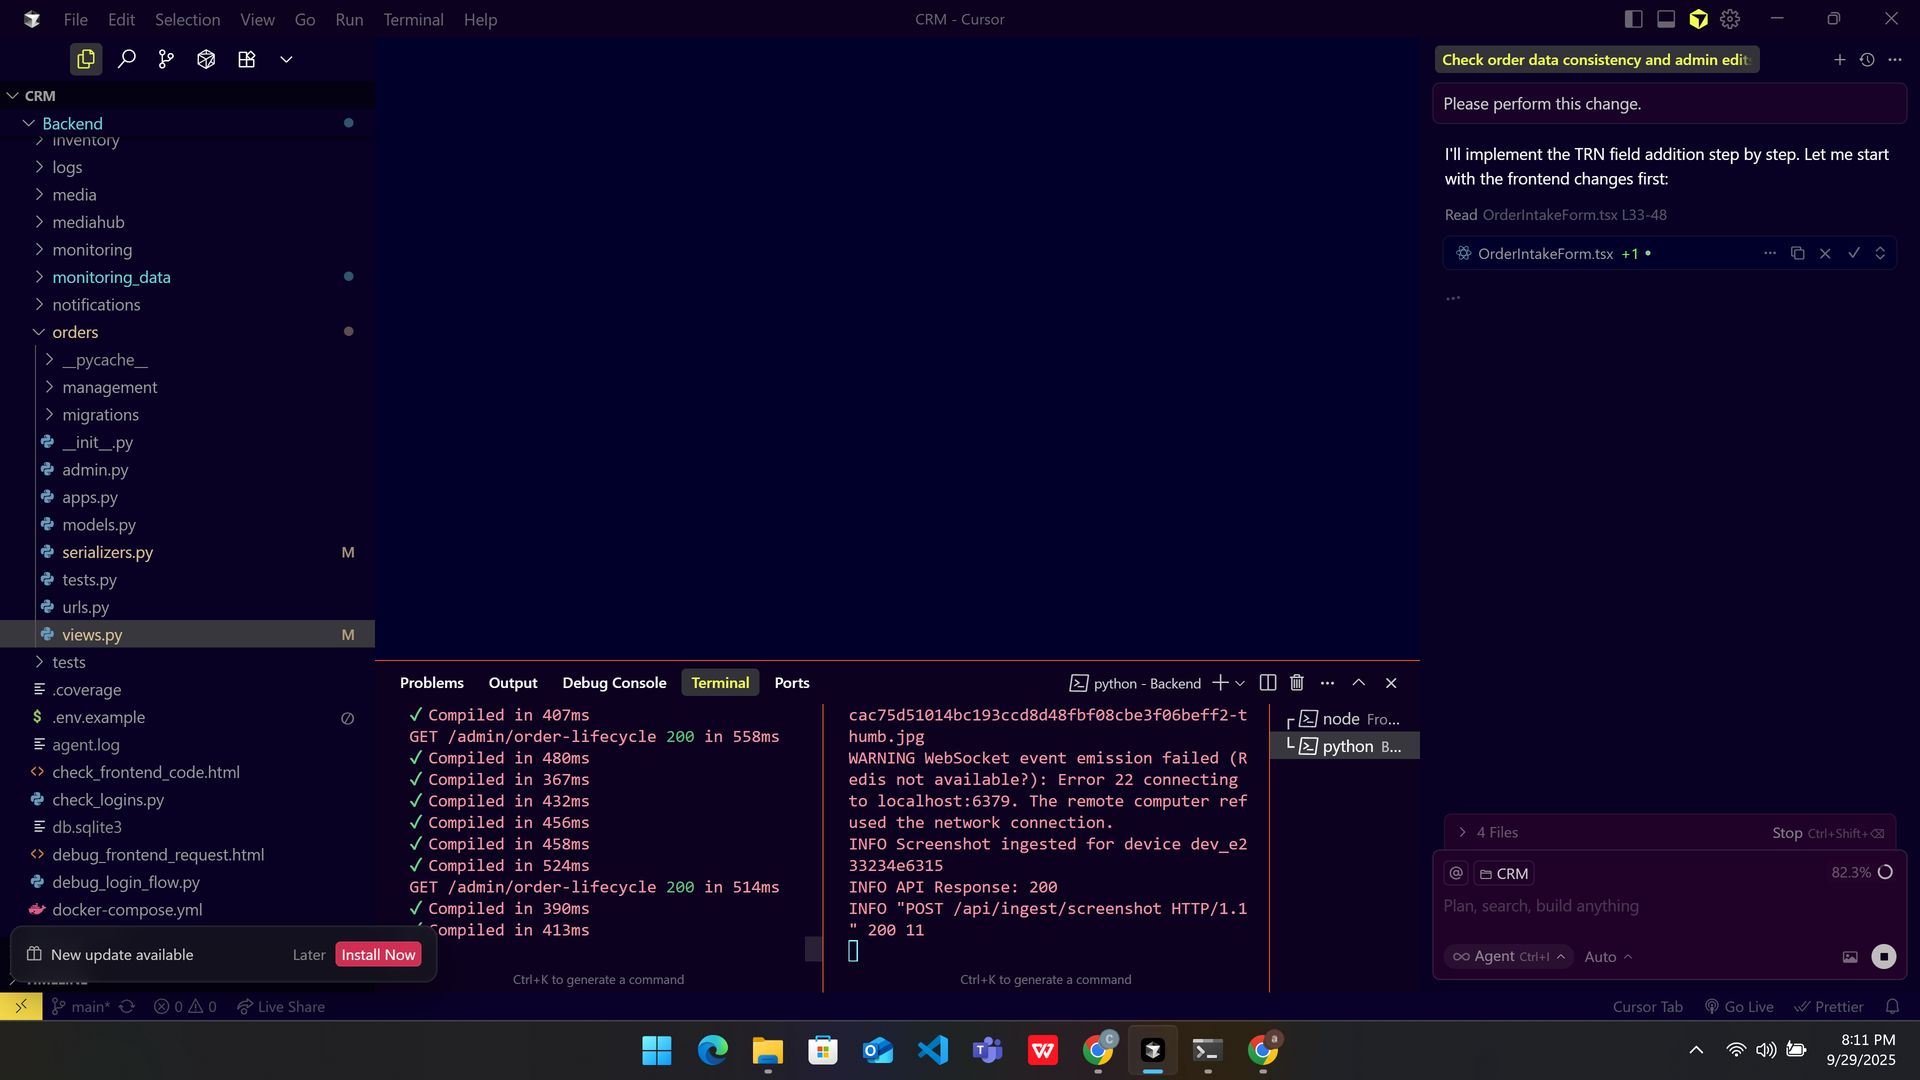 File Edit Selection View Go Run Terminal Help
CRM - Cursor
CRM
Backend
inventory
logs
media
mediahub
monitoring
monitoring_data
notifications
orders
__pycache__
management
migrations
__init__.py
admin.py
apps.py
models.py
serializers.py M
tests.py
urls.py
views.py M
tests
.coverage
.env.example
agent.log
check_frontend_code.html
check_logins.py
db.sqlite3
debug_frontend_request.html
debug_login_flow.py
docker-compose.yml
New update available Later Install Now
TIMELINE
Problems Output Debug Console Terminal Ports
python - Backend
✓ Compiled in 407ms
GET /admin/order-lifecycle 200 in 558ms
✓ Compiled in 480ms
✓ Compiled in 367ms
✓ Compiled in 432ms
✓ Compiled in 456ms
✓ Compiled in 458ms
✓ Compiled in 524ms
GET /admin/order-lifecycle 200 in 514ms
✓ Compiled in 390ms
✓ Compiled in 413ms
Ctrl+K to generate a command
cac75d51014bc193ccd8d48fbf08cbe3f06beff2-t
humb.jpg
WARNING WebSocket event emission failed (R
edis not available?): Error 22 connecting
to localhost:6379. The remote computer ref
used the network connection.
INFO Screenshot ingested for device dev_e2
33234e6315
INFO API Response: 200
INFO "POST /api/ingest/screenshot HTTP/1.1
" 200 11
Ctrl+K to generate a command
node Fro...
python B...
Check order data consistency and admin edit
Please perform this change.
I'll implement the TRN field addition step by step. Let me start
with the frontend changes first:
Read OrderIntakeForm.tsx L33-48
OrderIntakeForm.tsx +1
4 Files Stop Ctrl+Shift+⌫
@ CRM 82.3%
Plan, search, build anything
Agent Ctrl+I Auto
main* 0 0 Live Share
Cursor Tab Go Live Prettier
8:11 PM
9/29/2025